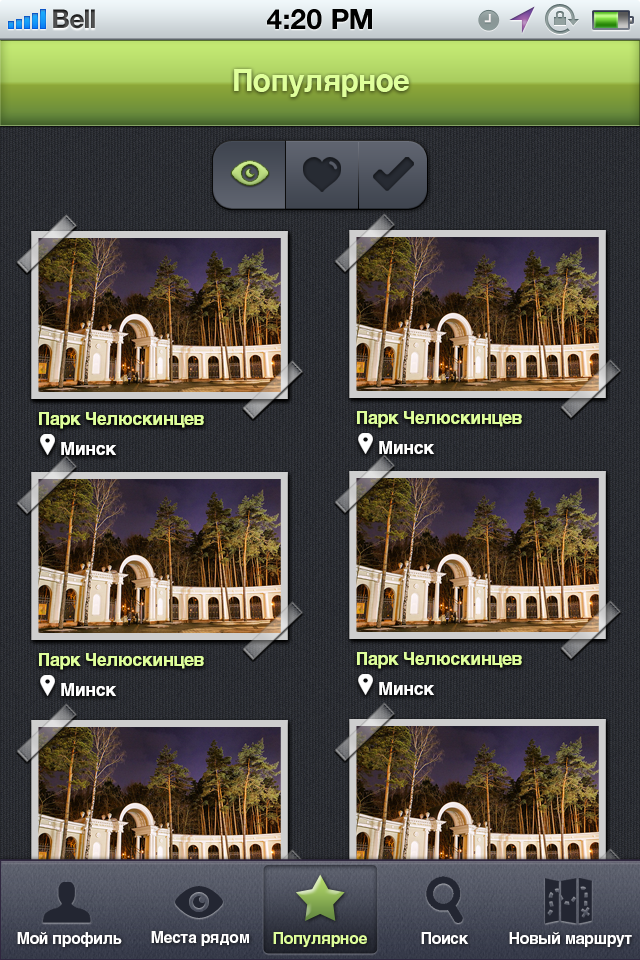 Bell 4:20 PM
Популярное
Парк Челюскинцев
Парк Челюскинцев
Минск
Минск
Парк Челюскинцев
Парк Челюскинцев
Минск
Минск
Мой профиль
Места рядом
Популярное
Поиск
Новый маршрут